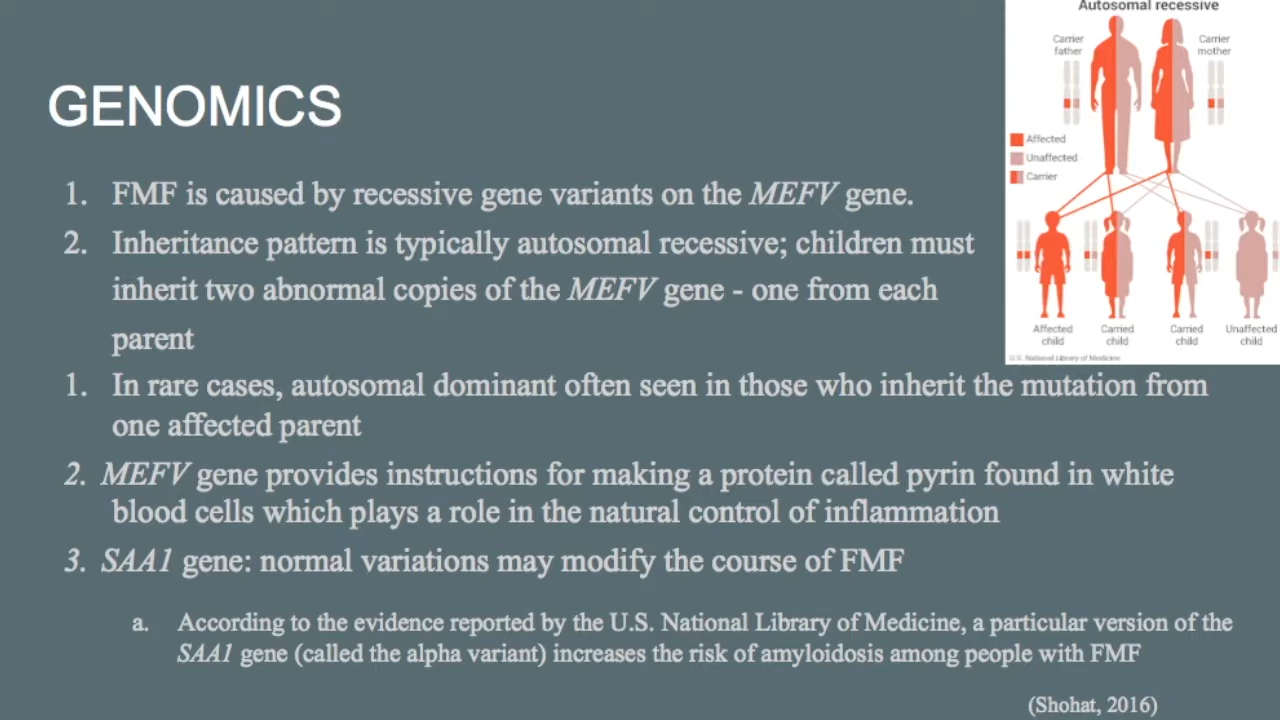 Autosomal recessive
Carrier
father
Carrier
mother
Affected
Unaffected
Carrier
Affected
child
Carried
child
Carried
child
Unaffected
child
U.S. National Library of Medicine
GENOMICS
1. FMF is caused by recessive gene variants on the MEFV gene.
2. Inheritance pattern is typically autosomal recessive; children must
inherit two abnormal copies of the MEFV gene - one from each
parent
1. In rare cases, autosomal dominant often seen in those who inherit the mutation from
one affected parent
2. MEFV gene provides instructions for making a protein called pyrin found in white
blood cells which plays a role in the natural control of inflammation
3. SAA1 gene: normal variations may modify the course of FMF
a. According to the evidence reported by the U.S. National Library of Medicine, a particular version of the
SAA1 gene (called the alpha variant) increases the risk of amyloidosis among people with FMF
(Shohat, 2016)